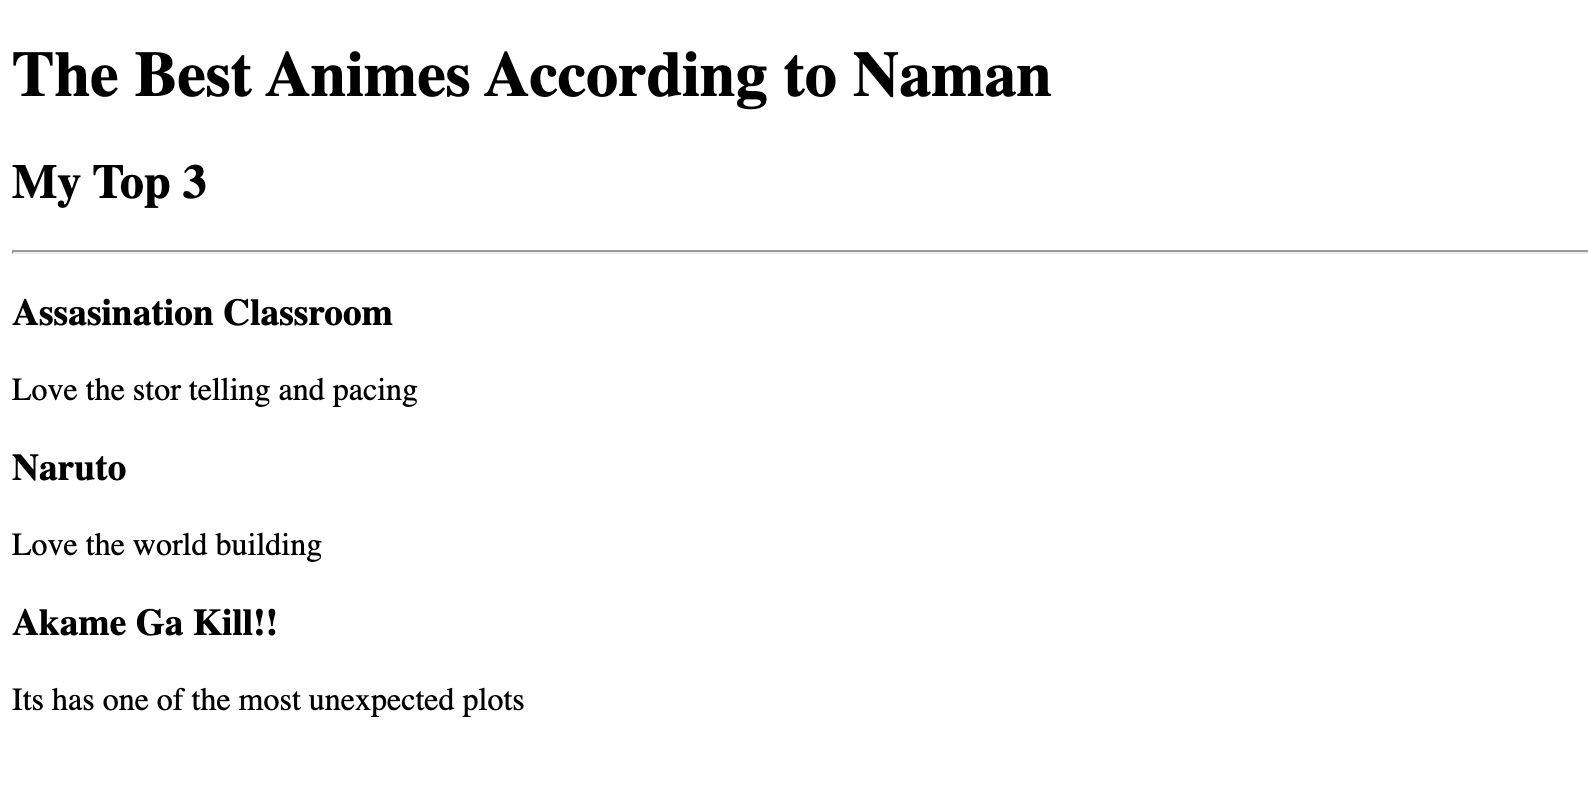 The Best Animes According to Naman
My Top 3
Assasination Classroom
Love the stor telling and pacing
Naruto
Love the world building
Akame Ga Kill!!
Its has one of the most unexpected plots